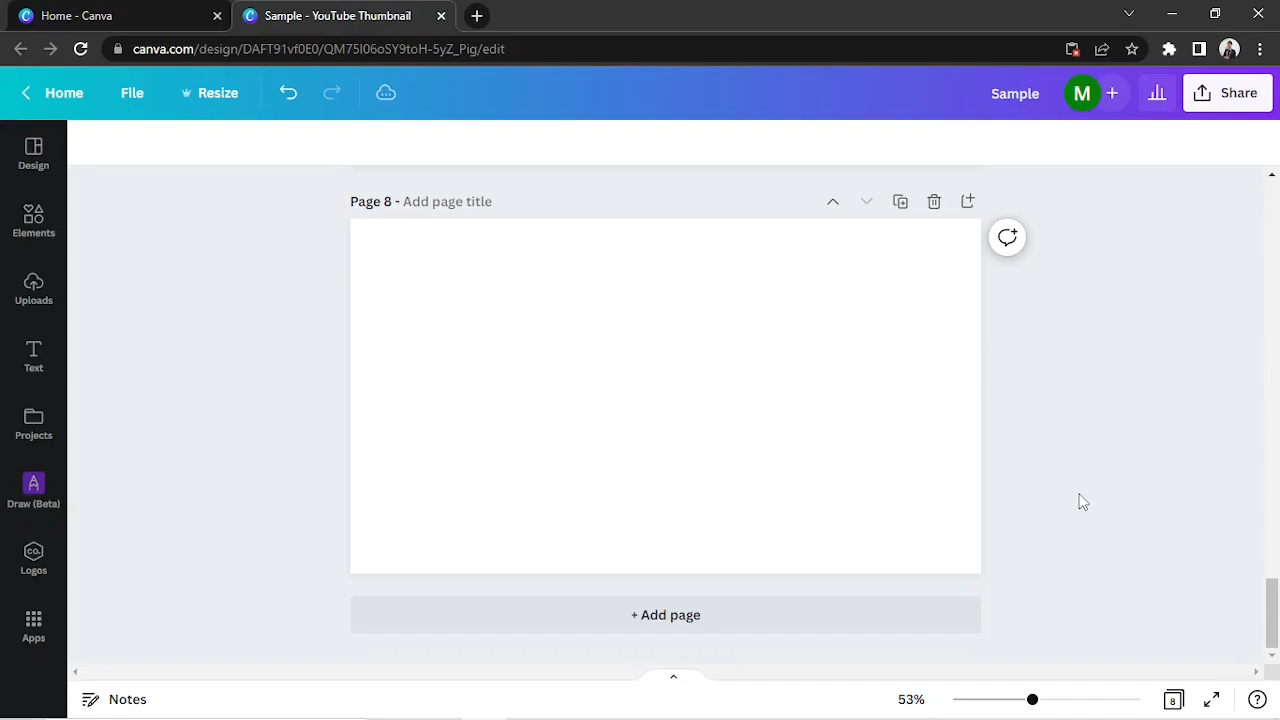 Home - Canva
Sample - YouTube Thumbnail
canva.com/design/DAFT91vf0E0/QM75I06oSY9toH-5yZ_Pig/edit
Home
File
Resize
Sample
M
Share
Design
Elements
Uploads
Text
Projects
Draw (Beta)
CO.
Logos
Apps
Page 8 - Add page title
+ Add page
Notes
53%
8